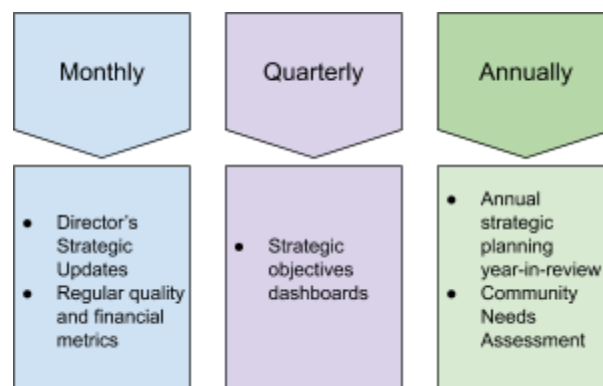 Monthly
Quarterly
Annually
● Director's
Strategic
Updates
● Regular quality
and financial
metrics
● Strategic
objectives
dashboards
● Annual
strategic
planning
year-in-review
● Community
Needs
Assessment